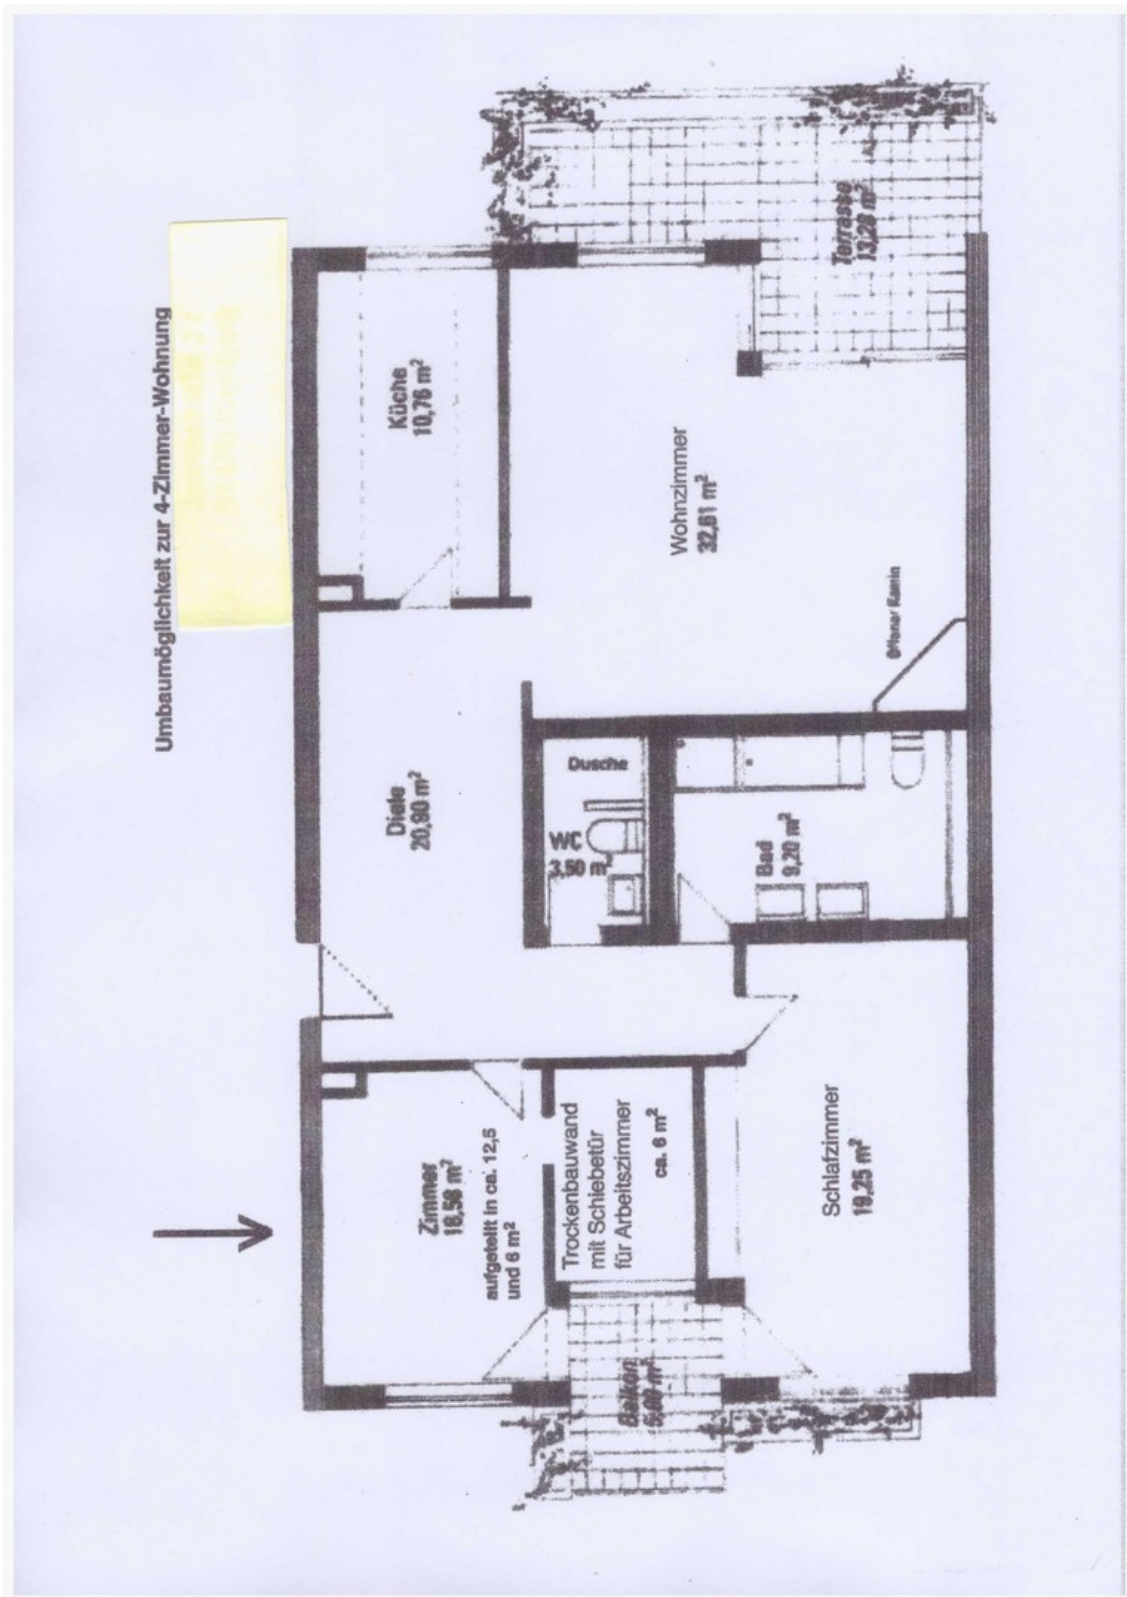 Umbaumöglichkeit zur 4-Zimmer-Wohnung
Küche
10,76 m²
Terrasse
13,28 m²
Wohnzimmer
32,61 m²
Offener Kamin
Diele
20,90 m²
Dusche
WC
3,50 m²
Bad
9,20 m²
Zimmer
18,58 m²
aufgeteilt in ca. 12,5
und 6 m²
Trockenbauwand
mit Schiebetür
für Arbeitszimmer
ca. 6 m²
Schlafzimmer
19,25 m²
Balkon
5,00 m²